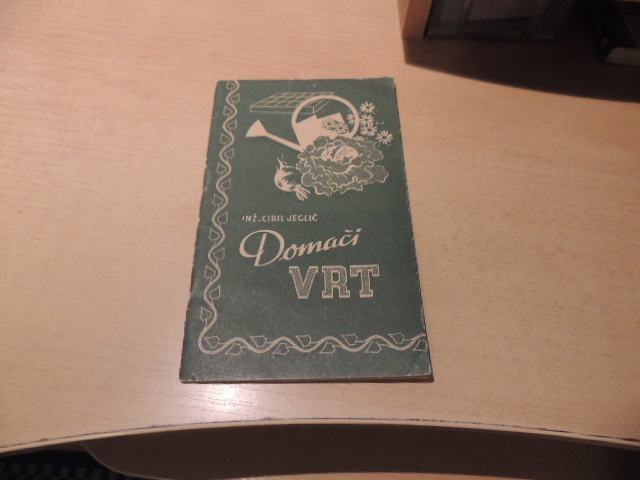 INŽ. CIRIL JEGLIČ
Domači
VRT